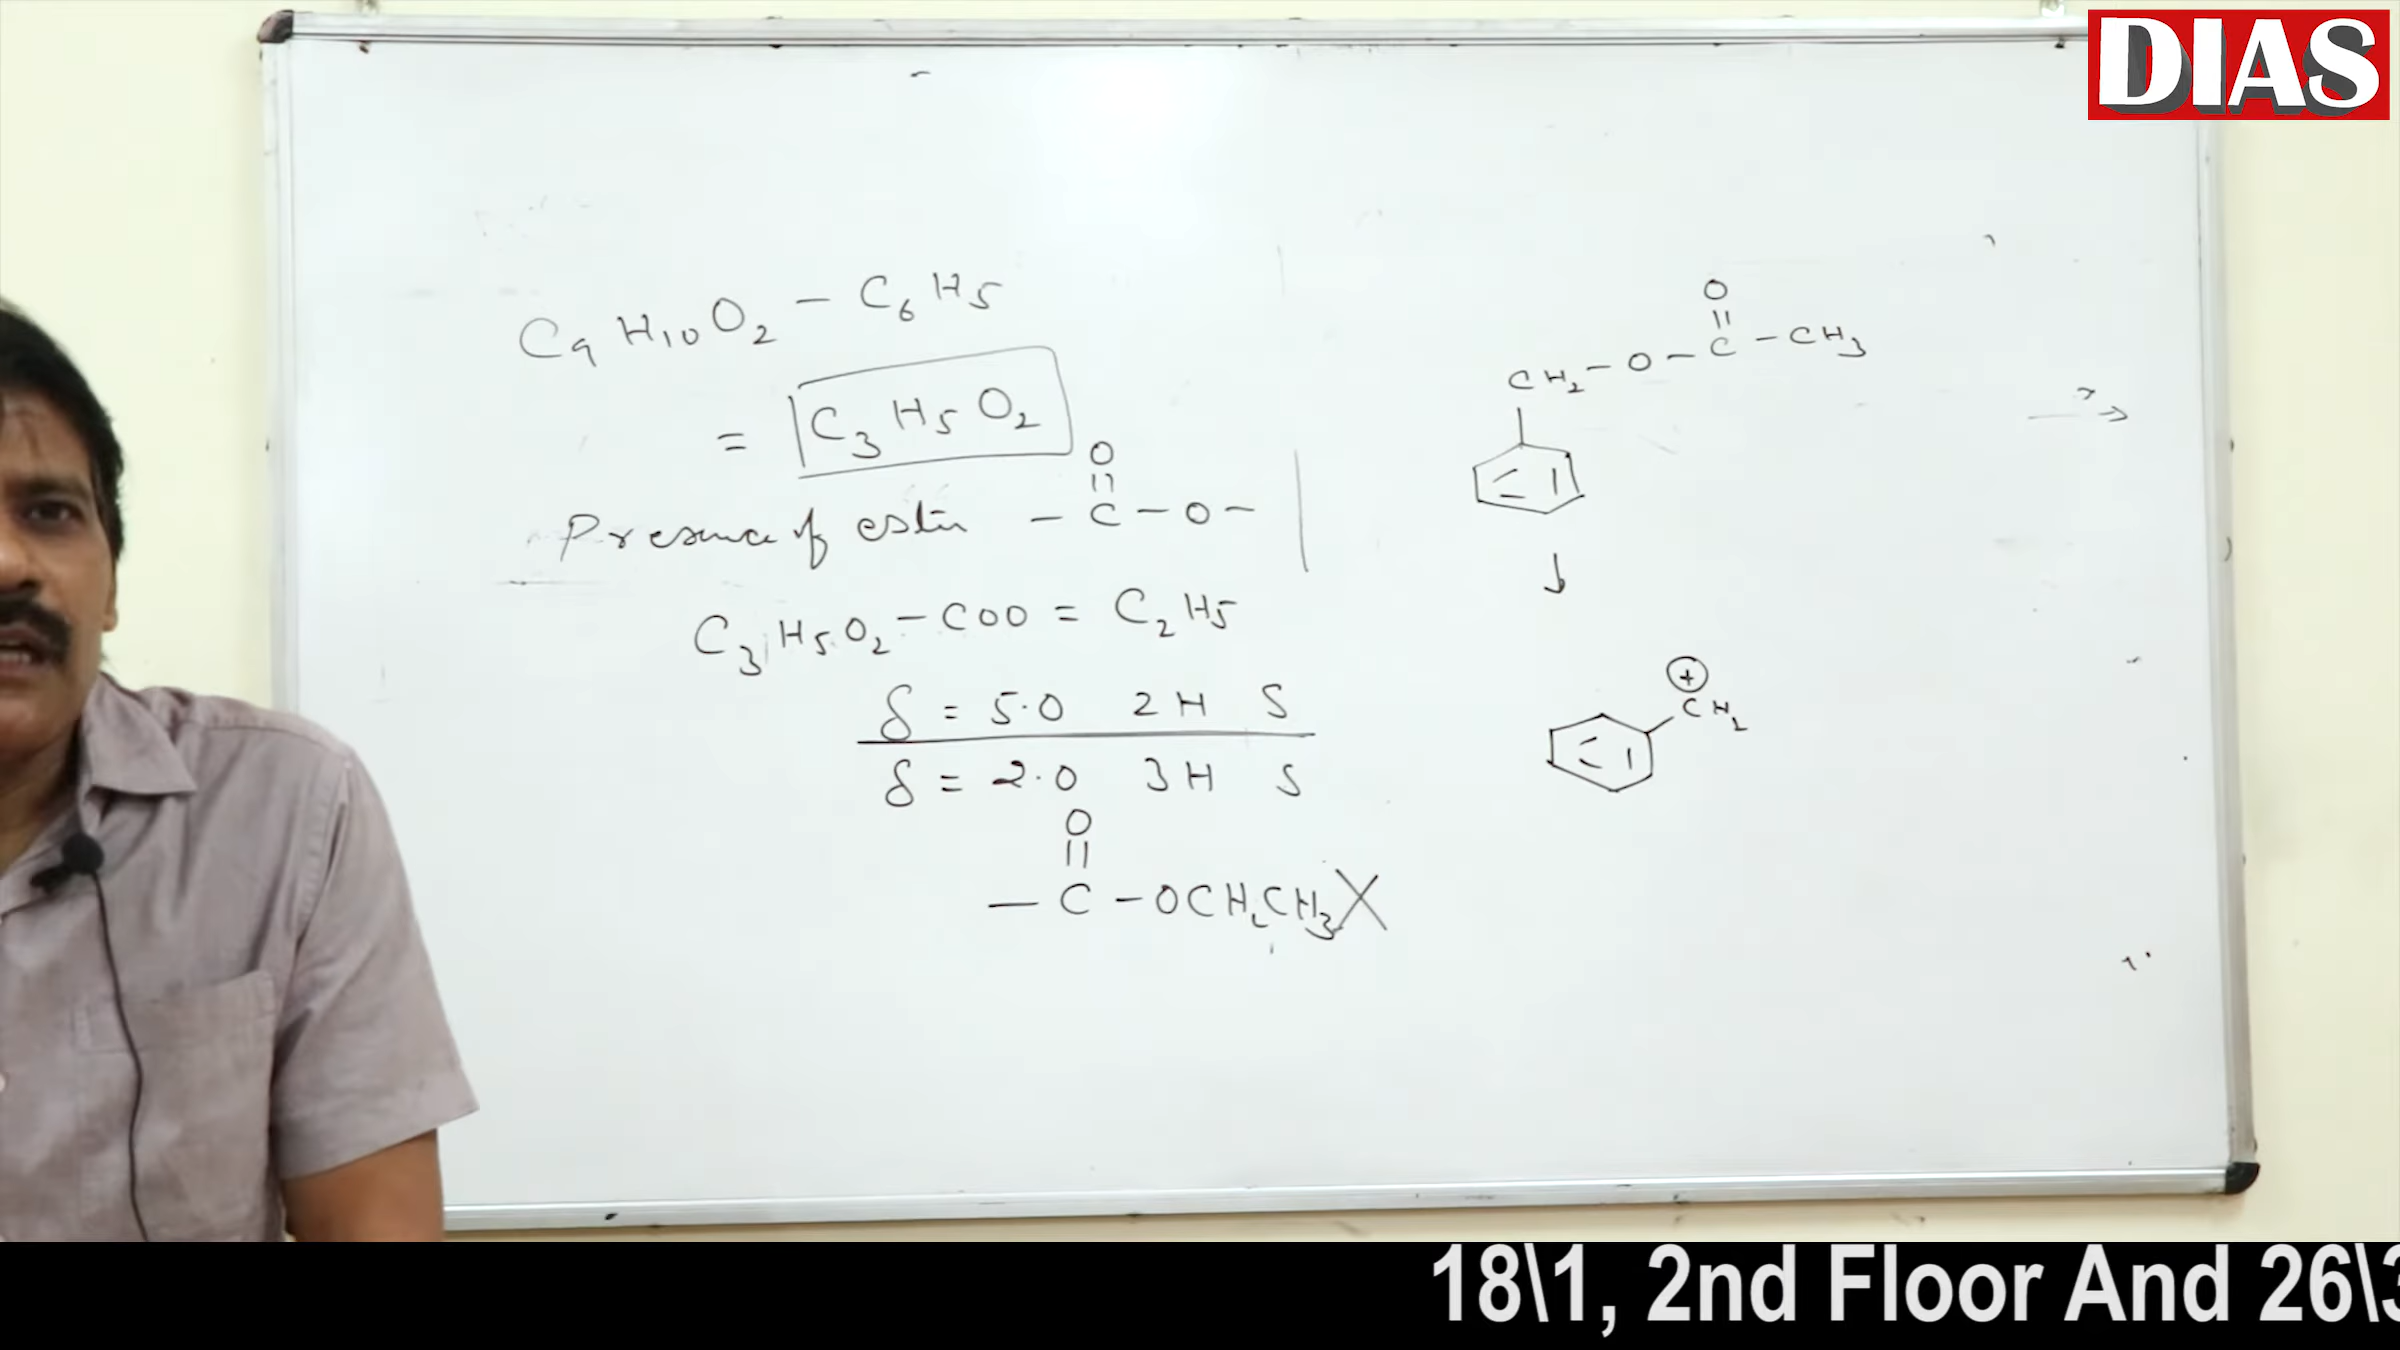 DIAS
C9H10O2 – C6H5
= C3H5O2
Presence of ester – C – O –
O
||
C3H5O2 – COO = C2H5
δ = 5.0 2H S
δ = 2.0 3H S
O
||
– C – OCH2CH3 X
O
||
CH2 – O – C – CH3
↓
+
CH2
18\1, 2nd Floor And 26\3